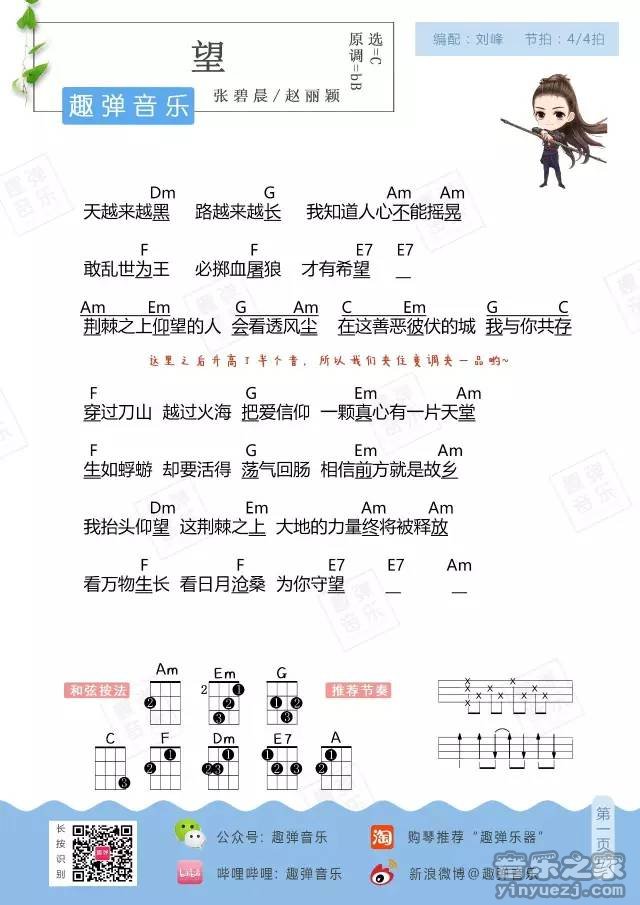 望
张碧晨/赵丽颖
原调=bB
选=C
编配:刘峰 节拍:4/4拍
趣弹音乐
Dm G Am Am
天越来越黑 路越来越长 我知道人心不能摇晃
F F E7 E7
敢乱世为王 必掷血屠狼 才有希望 _
Am Em G Am C Em G C
荆棘之上仰望的人 会看透风尘 在这善恶彼伏的城 我与你共存
这里之后升高了半个音，所以我们夹住变调夹一品哟~
F G Em Am
穿过刀山 越过火海 把爱信仰 一颗真心有一片天堂
F G Em Am
生如蜉蝣 却要活得 荡气回肠 相信前方就是故乡
Dm Em Am
我抬头仰望 这荆棘之上 大地的力量终将被释放
F F E7 E7 Am
看万物生长 看日月沧桑 为你守望 _ _
和弦按法
Am Em G
2
推荐节奏
C F Dm E7 A
长按识别
趣弹
公众号: 趣弹音乐
淘 购琴推荐“趣弹乐器”
哔哩哔哩: 趣弹音乐
新浪微博@趣弹音乐
第一页
音乐之家
yinyuezj.com
趣弹音乐